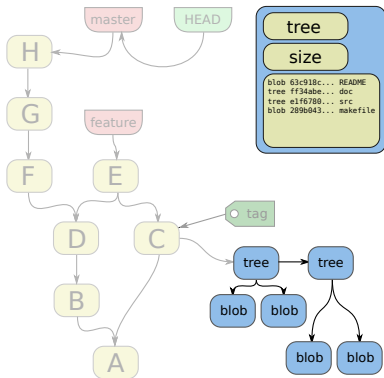 master
HEAD
tree
size
blob 63c918c... README
tree ff34abe... doc
tree e1f6780... src
blob 289b043... makefile
H
G
feature
F
E
tag
D
C
tree
tree
blob
blob
B
A
blob
blob